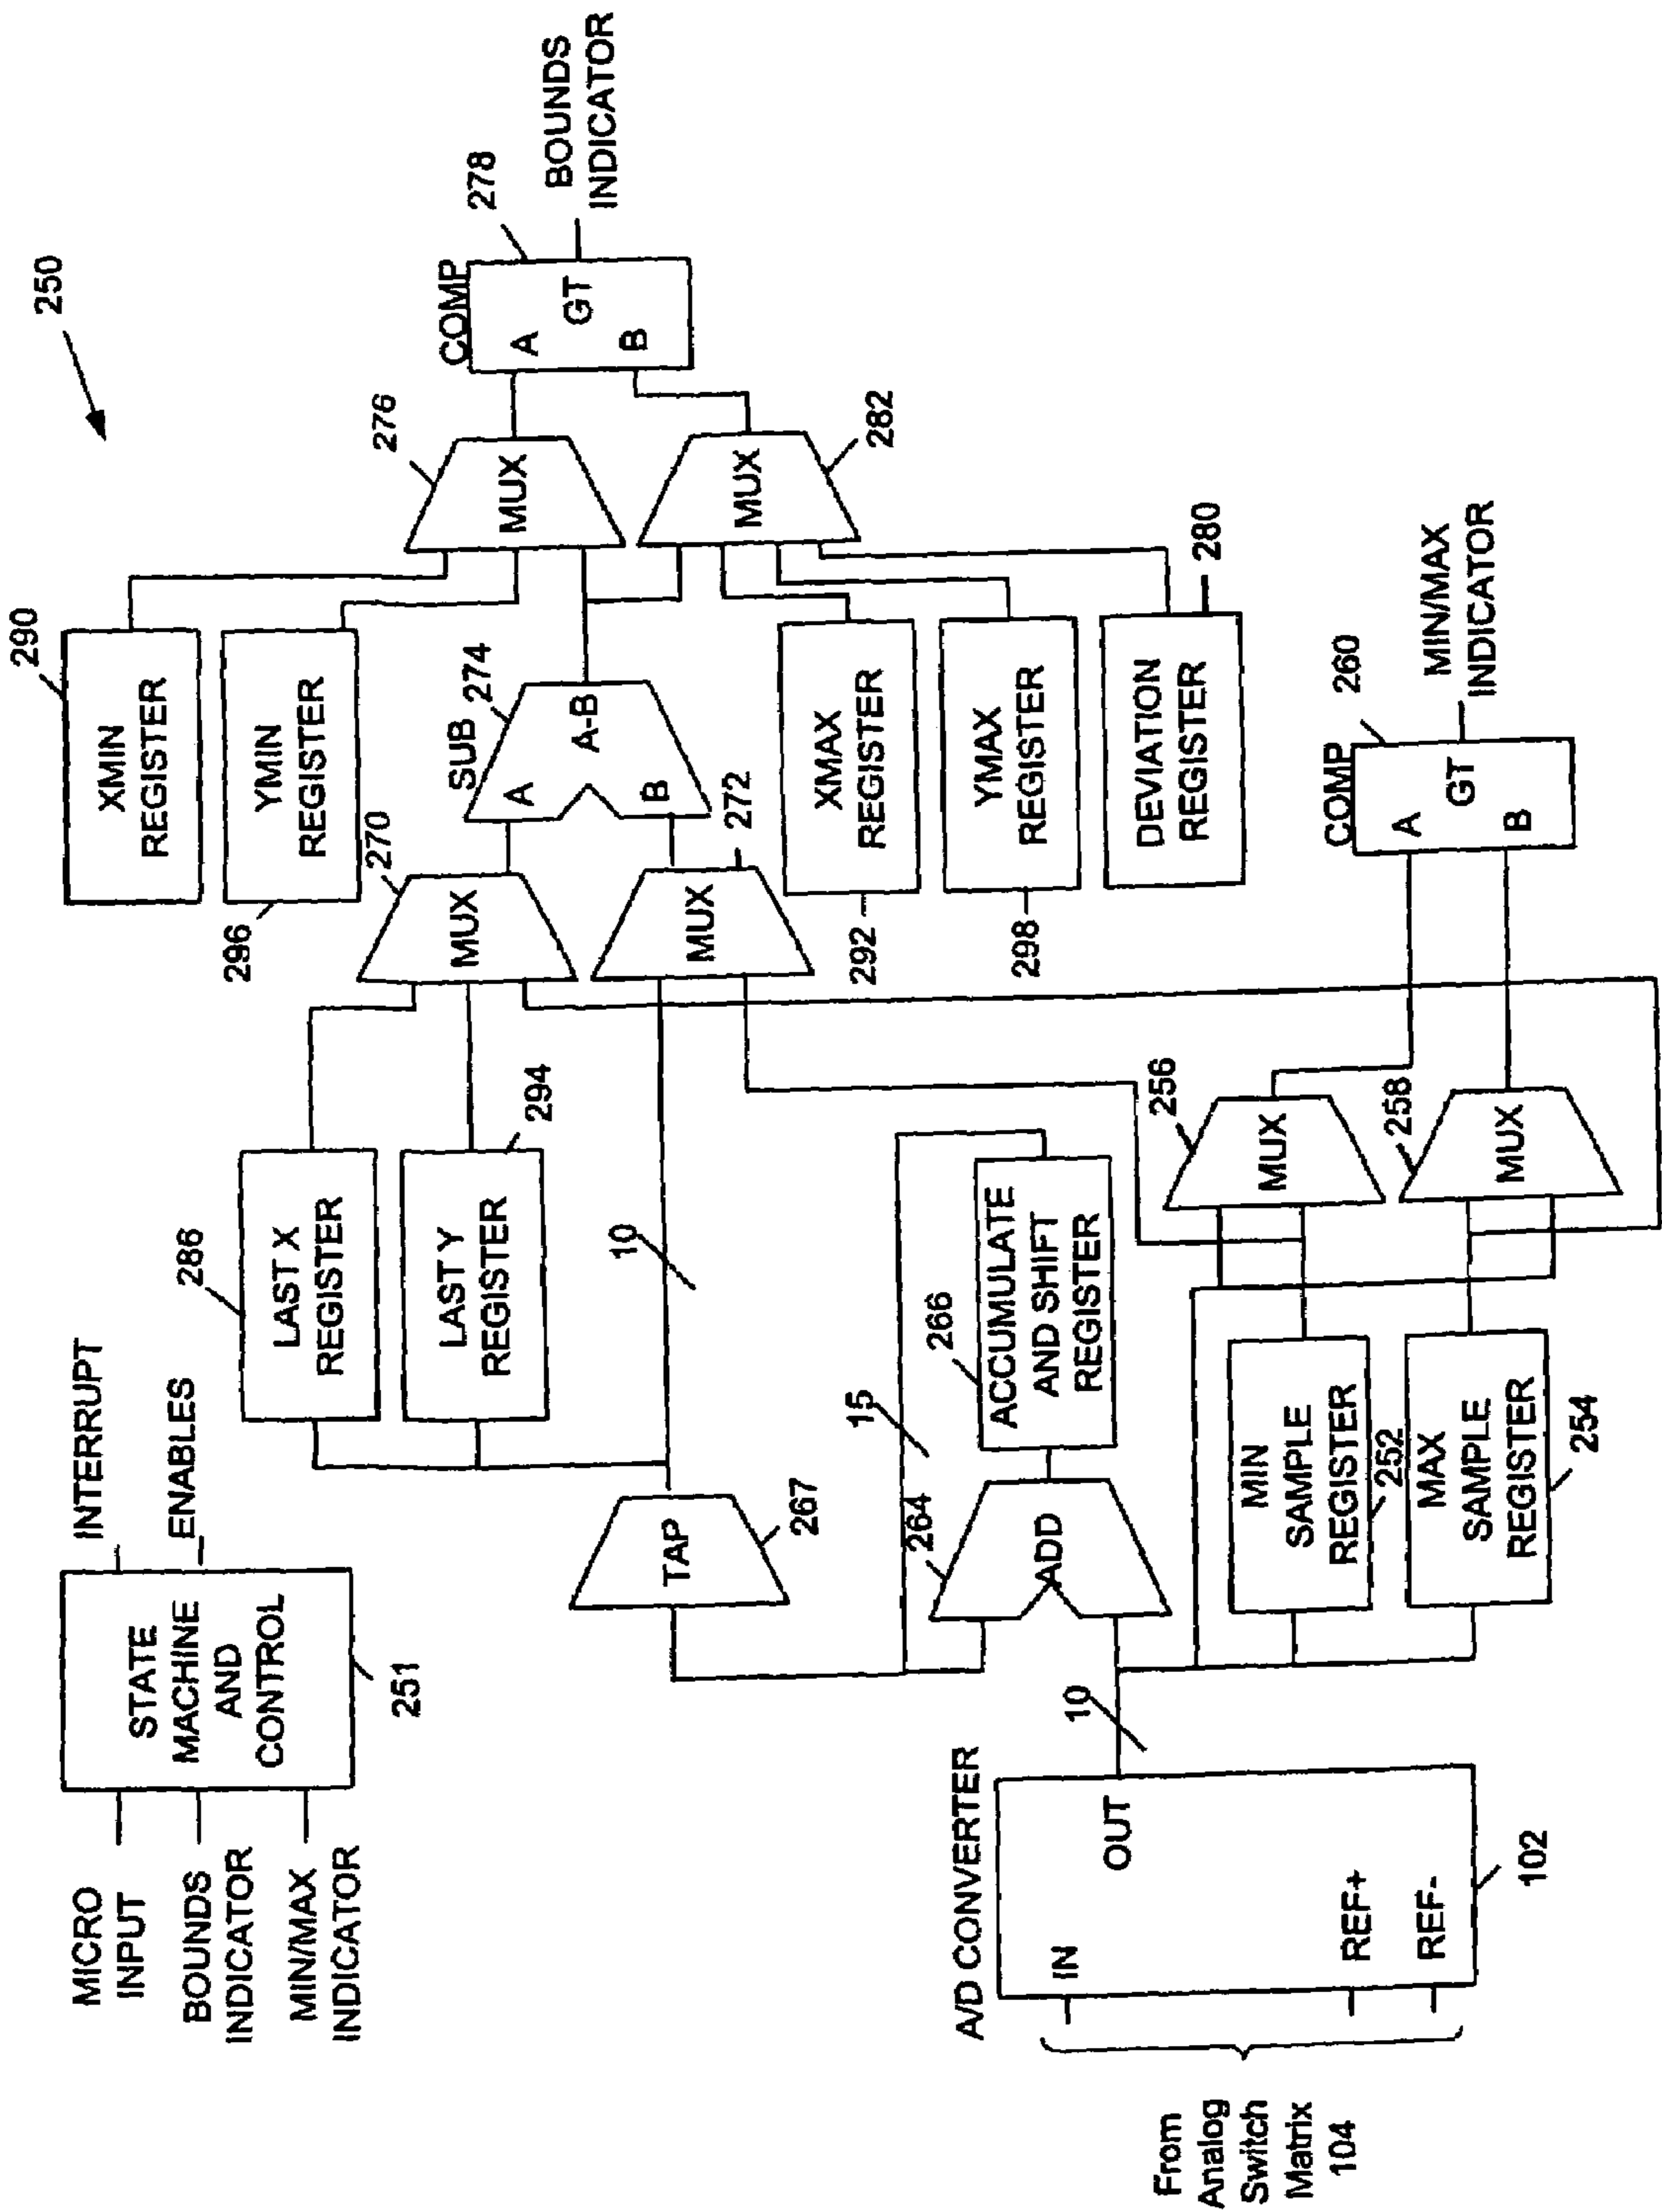 250
MICRO
INPUT
BOUNDS
INDICATOR
MIN/MAX
INDICATOR
STATE
MACHINE
AND
CONTROL
251
INTERRUPT
ENABLES
286
LAST X
REGISTER
LAST Y
REGISTER
294
290
XMIN
REGISTER
YMIN
REGISTER
296
270
MUX
MUX
272
SUB
274
A
A-B
B
276
MUX
MUX
282
COMP
278
A
GT
B
BOUNDS
INDICATOR
TAP
267
10
XMAX
REGISTER
292
YMAX
REGISTER
298
DEVIATION
REGISTER
280
15
264
ADD
266
ACCUMULATE
AND SHIFT
REGISTER
A/D CONVERTER
IN
OUT
REF+
REF-
102
10
From
Analog
Switch
Matrix
104
MIN
SAMPLE
REGISTER
252
MAX
SAMPLE
REGISTER
254
256
MUX
258
MUX
COMP
260
A
GT
B
MIN/MAX
INDICATOR